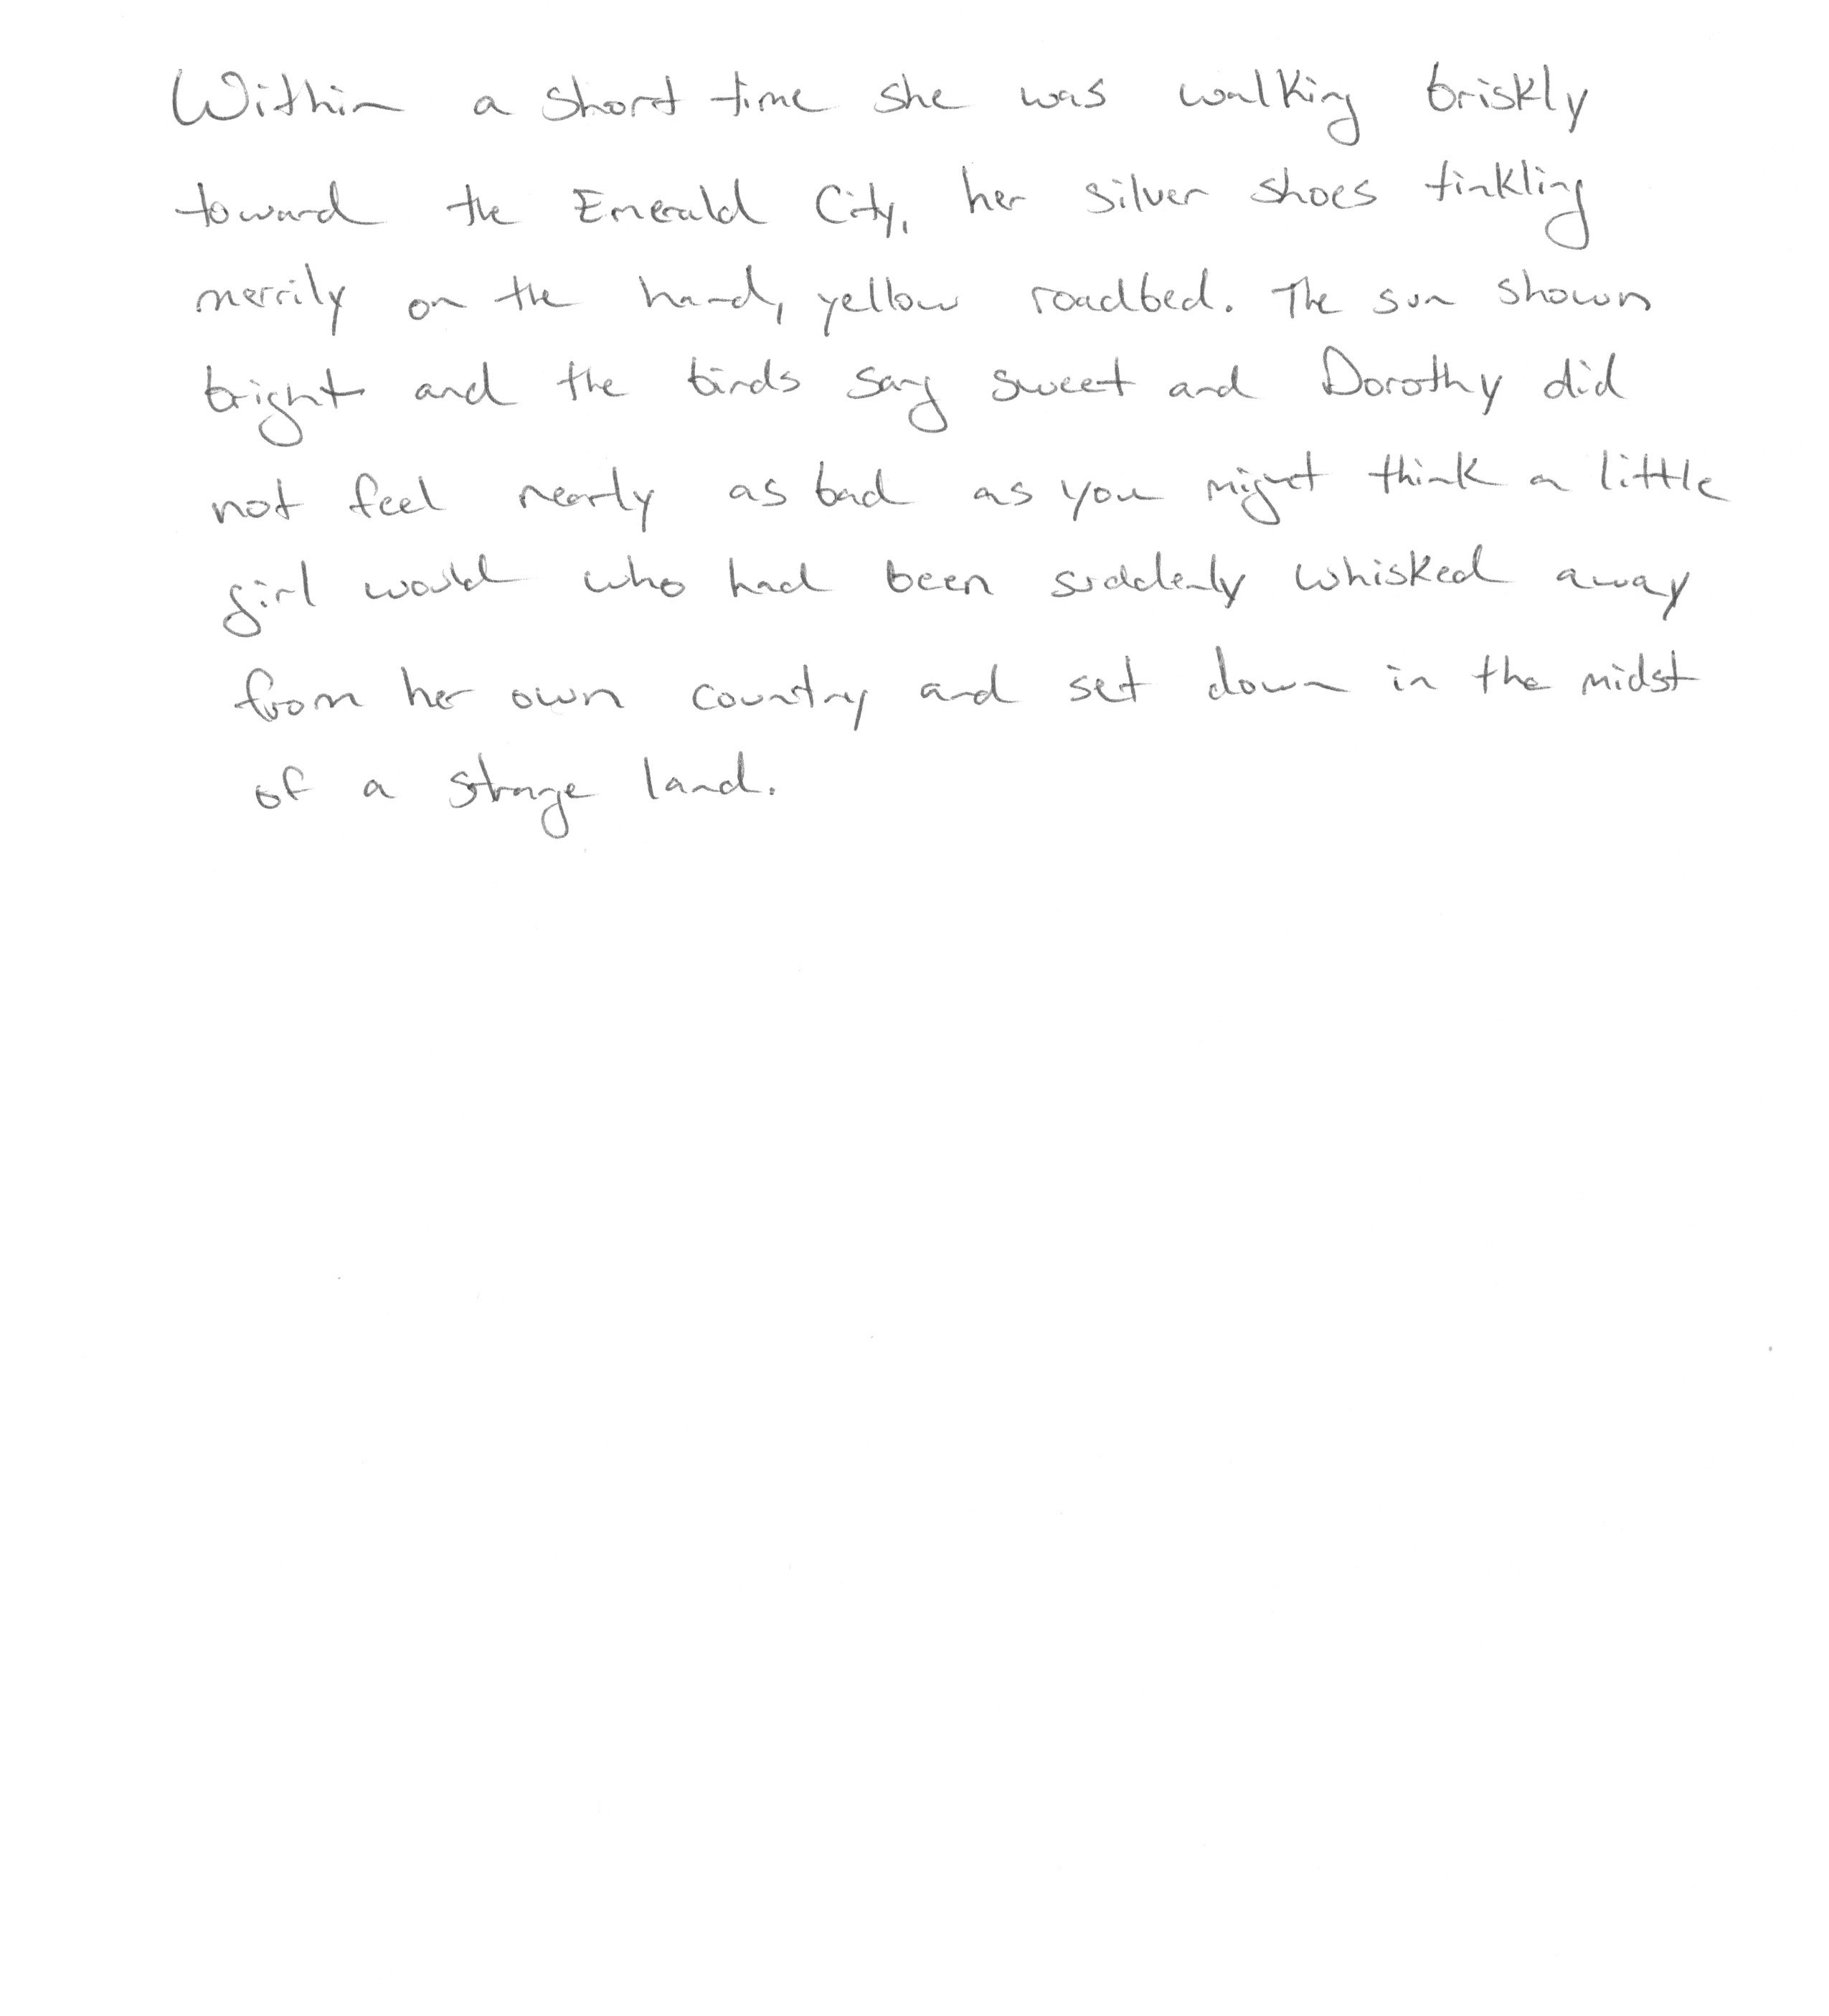 Within a short time she was walking briskly
toward the Emerald City, her silver shoes tinkling
merrily on the hard, yellow roadbed. The sun shown
bright and the birds sang sweet and Dorothy did
not feel nearly as bad as you might think a little
girl would who had been suddenly whisked away
from her own country and set down in the midst
of a strange land.